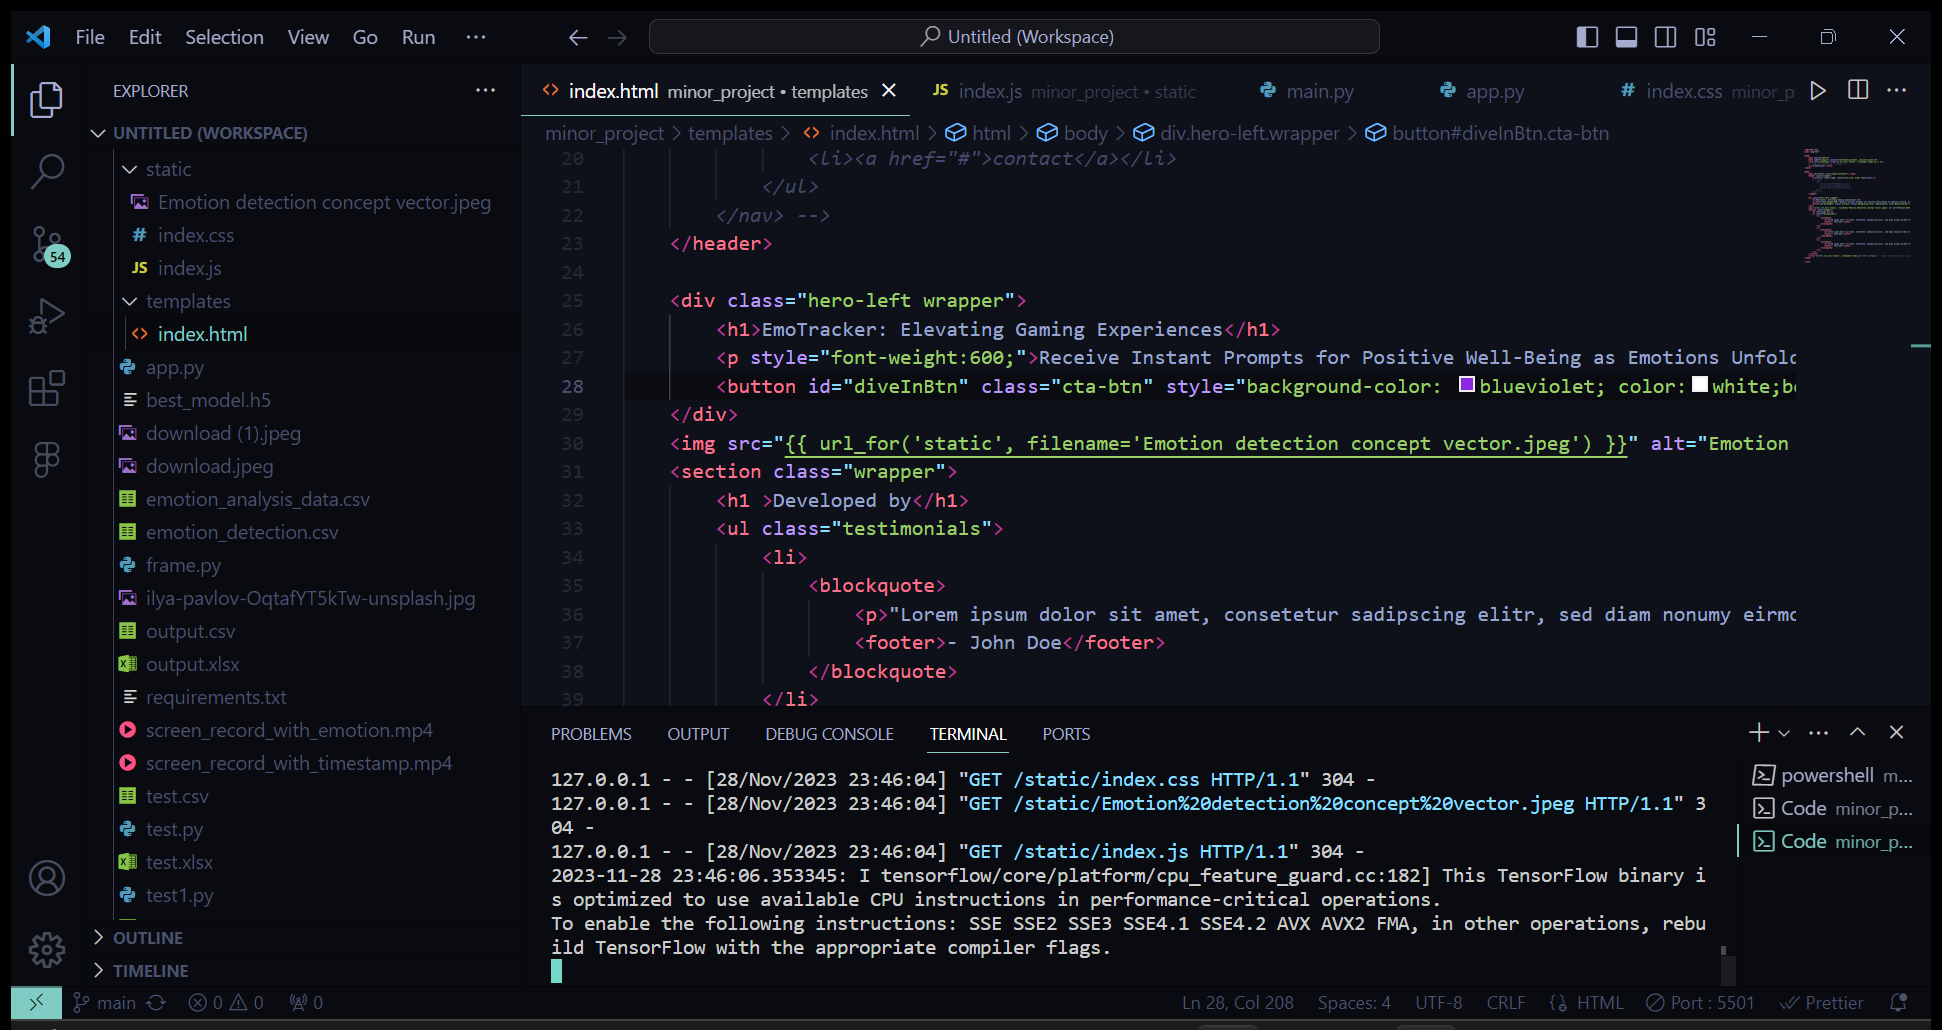 File Edit Selection View Go Run ···
Untitled (Workspace)
EXPLORER ···
UNTITLED (WORKSPACE)
static
Emotion detection concept vector.jpeg
# index.css
JS index.js
templates
<> index.html
app.py
best_model.h5
download (1).jpeg
download.jpeg
emotion_analysis_data.csv
emotion_detection.csv
frame.py
ilya-pavlov-OqtafYT5kTw-unsplash.jpg
output.csv
output.xlsx
requirements.txt
screen_record_with_emotion.mp4
screen_record_with_timestamp.mp4
test.csv
test.py
test.xlsx
test1.py
OUTLINE
TIMELINE
54
<> index.html minor_project • templates
JS index.js minor_project • static
main.py
app.py
# index.css minor_p
minor_project > templates > <> index.html > html > body > div.hero-left.wrapper > button#diveInBtn.cta-btn
20 <li><a href="#">contact</a></li>
21 </ul>
22 </nav> -->
23 </header>
24
25 <div class="hero-left wrapper">
26 <h1>EmoTracker: Elevating Gaming Experiences</h1>
27 <p style="font-weight:600;">Receive Instant Prompts for Positive Well-Being as Emotions Unfol
28 <button id="diveInBtn" class="cta-btn" style="background-color: blueviolet; color: white;b
29 </div>
30 <img src="{{ url_for('static', filename='Emotion detection concept vector.jpeg') }}" alt="Emotion
31 <section class="wrapper">
32 <h1 >Developed by</h1>
33 <ul class="testimonials">
34 <li>
35 <blockquote>
36 <p>"Lorem ipsum dolor sit amet, consetetur sadipscing elitr, sed diam nonumy eirmo
37 <footer>- John Doe</footer>
38 </blockquote>
39 </li>
PROBLEMS OUTPUT DEBUG CONSOLE TERMINAL PORTS
127.0.0.1 - - [28/Nov/2023 23:46:04] "GET /static/index.css HTTP/1.1" 304 -
127.0.0.1 - - [28/Nov/2023 23:46:04] "GET /static/Emotion%20detection%20concept%20vector.jpeg HTTP/1.1" 3
04 -
127.0.0.1 - - [28/Nov/2023 23:46:04] "GET /static/index.js HTTP/1.1" 304 -
2023-11-28 23:46:06.353345: I tensorflow/core/platform/cpu_feature_guard.cc:182] This TensorFlow binary i
s optimized to use available CPU instructions in performance-critical operations.
To enable the following instructions: SSE SSE2 SSE3 SSE4.1 SSE4.2 AVX AVX2 FMA, in other operations, rebu
ild TensorFlow with the appropriate compiler flags.
powershell m...
Code minor_p...
Code minor_p...
main 0 0 0
Ln 28, Col 208 Spaces: 4 UTF-8 CRLF HTML Port : 5501 Prettier